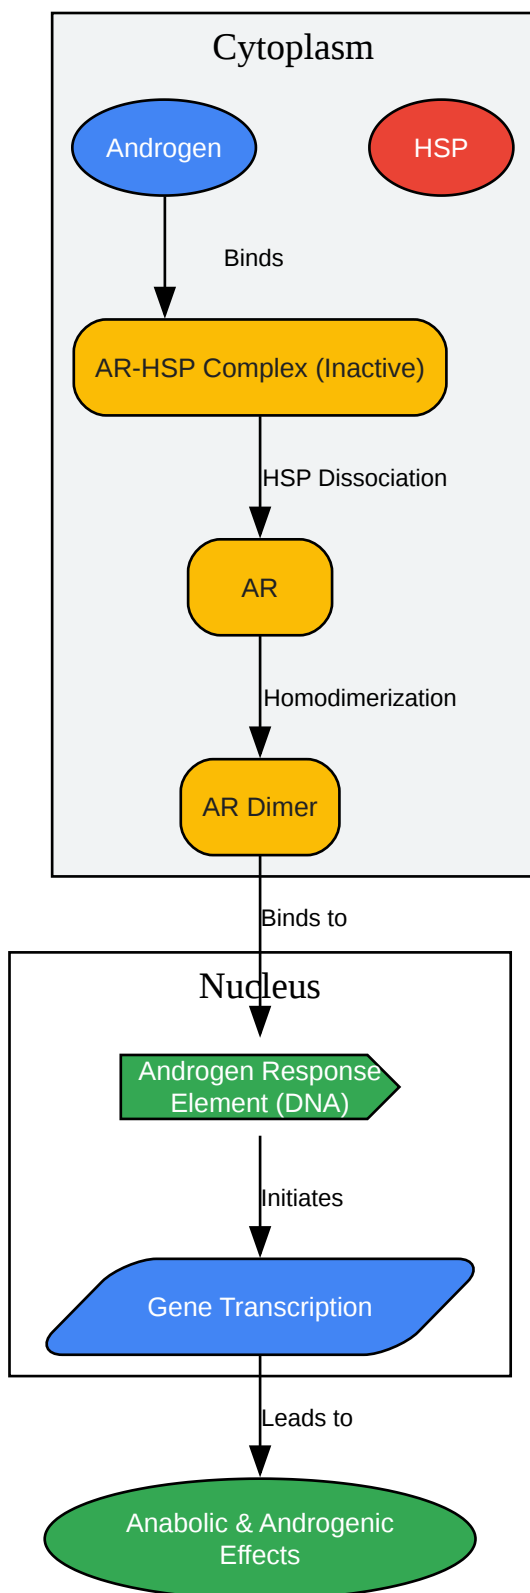 Cytoplasm
Androgen
HSP
Binds
AR-HSP Complex (Inactive)
HSP Dissociation
AR
Homodimerization
AR Dimer
Binds to
Nucleus
Androgen Response
Element (DNA)
Initiates
Gene Transcription
Leads to
Anabolic & Androgenic
Effects